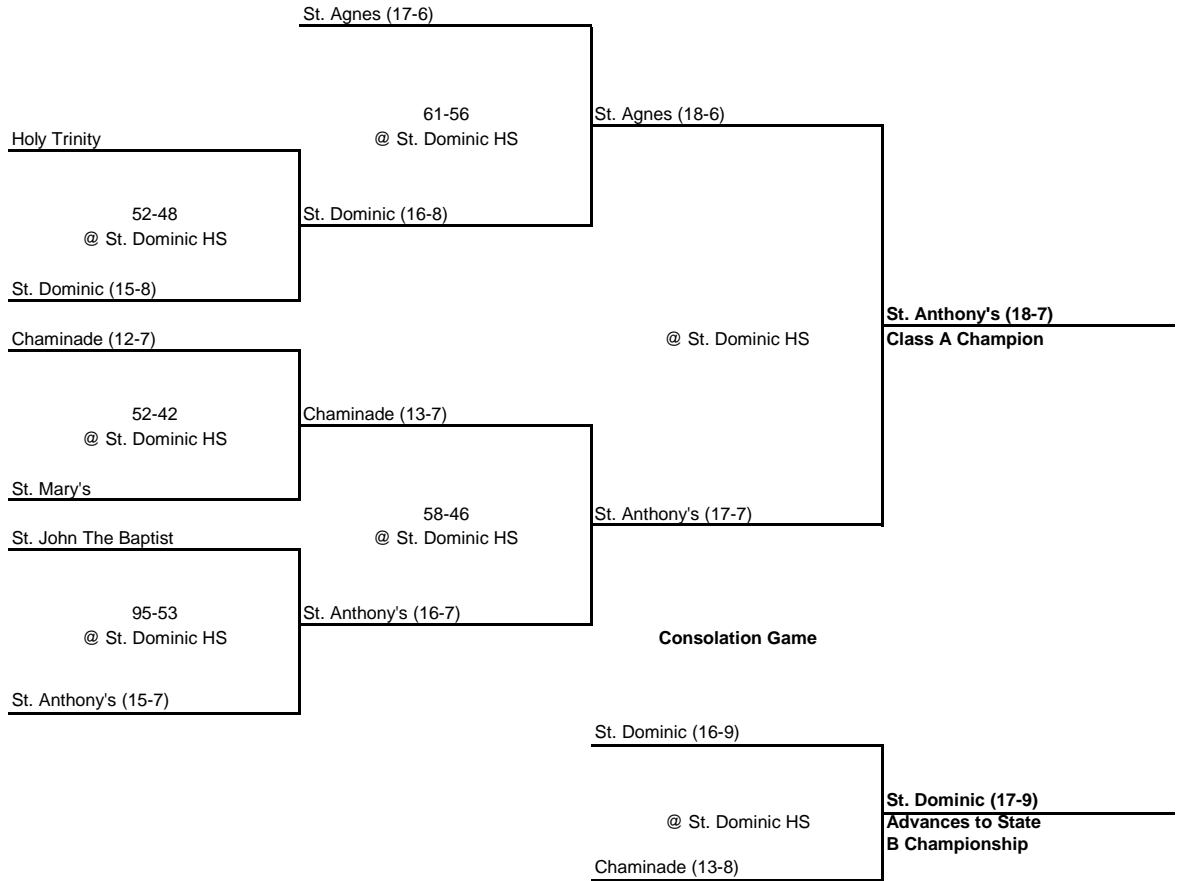 St. Agnes (17-6)
61-56
@ St. Dominic HS
St. Agnes (18-6)
Holy Trinity
52-48
@ St. Dominic HS
St. Dominic (16-8)
St. Dominic (15-8)
St. Anthony's (18-7)
Class A Champion
@ St. Dominic HS
Chaminade (12-7)
52-42
@ St. Dominic HS
Chaminade (13-7)
St. Mary's
58-46
@ St. Dominic HS
St. Anthony's (17-7)
St. John The Baptist
95-53
@ St. Dominic HS
St. Anthony's (16-7)
Consolation Game
St. Anthony's (15-7)
St. Dominic (16-9)
@ St. Dominic HS
St. Dominic (17-9)
Advances to State
B Championship
Chaminade (13-8)